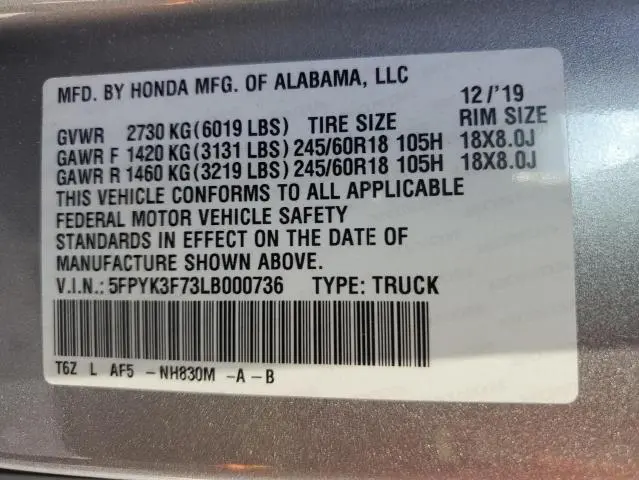 MFD. BY HONDA MFG. OF ALABAMA, LLC
12/'19
GVWR 2730 KG(6019 LBS) TIRE SIZE RIM SIZE
GAWR F 1420 KG(3131 LBS)245/60R18 105H 18X8.0J
GAWR R 1460 KG(3219 LBS)245/60R18 105H 18X8.0J
THIS VEHICLE CONFORMS TO ALL APPLICABLE
FEDERAL MOTOR VEHICLE SAFETY
STANDARDS IN EFFECT ON THE DATE OF
MANUFACTURE SHOWN ABOVE.
V.I.N.: 5FPYK3F73LB000736 TYPE: TRUCK
T6Z L AF5 -NH830M -A-B